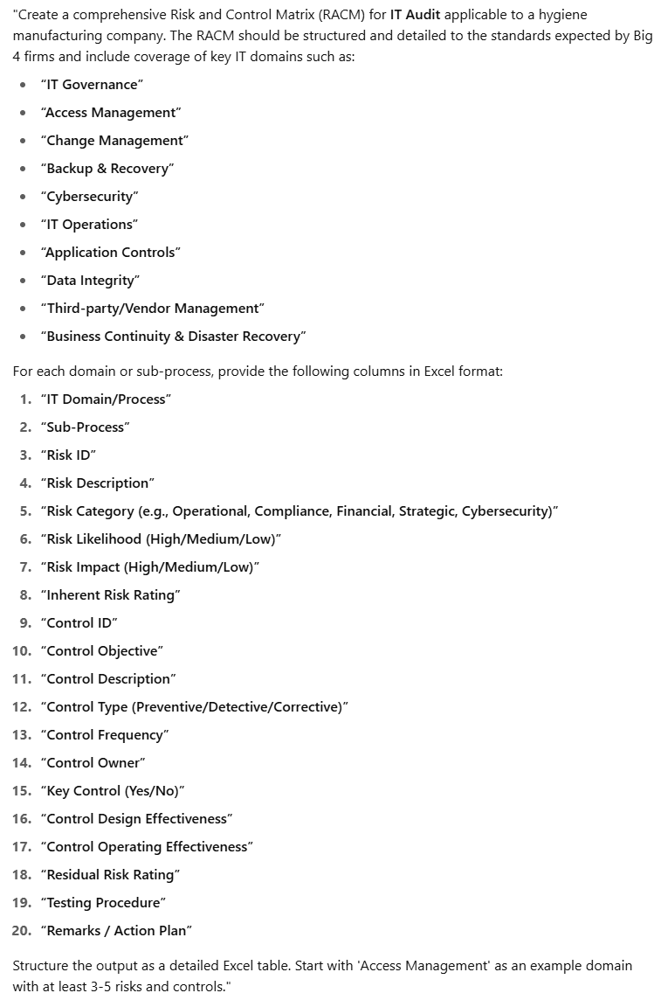 "Create a comprehensive Risk and Control Matrix (RACM) for IT Audit applicable to a hygiene
manufacturing company. The RACM should be structured and detailed to the standards expected by Big
4 firms and include coverage of key IT domains such as:
• “IT Governance”
• “Access Management”
• “Change Management”
• “Backup & Recovery”
• “Cybersecurity”
• “IT Operations”
• “Application Controls”
• “Data Integrity”
• “Third-party/Vendor Management”
• “Business Continuity & Disaster Recovery”
For each domain or sub-process, provide the following columns in Excel format:
1. “IT Domain/Process”
2. “Sub-Process”
3. “Risk ID”
4. “Risk Description”
5. “Risk Category (e.g., Operational, Compliance, Financial, Strategic, Cybersecurity)”
6. “Risk Likelihood (High/Medium/Low)”
7. “Risk Impact (High/Medium/Low)”
8. “Inherent Risk Rating”
9. “Control ID”
10. “Control Objective”
11. “Control Description”
12. “Control Type (Preventive/Detective/Corrective)”
13. “Control Frequency”
14. “Control Owner”
15. “Key Control (Yes/No)”
16. “Control Design Effectiveness”
17. “Control Operating Effectiveness”
18. “Residual Risk Rating”
19. “Testing Procedure”
20. “Remarks / Action Plan”
Structure the output as a detailed Excel table. Start with 'Access Management' as an example domain
with at least 3-5 risks and controls."